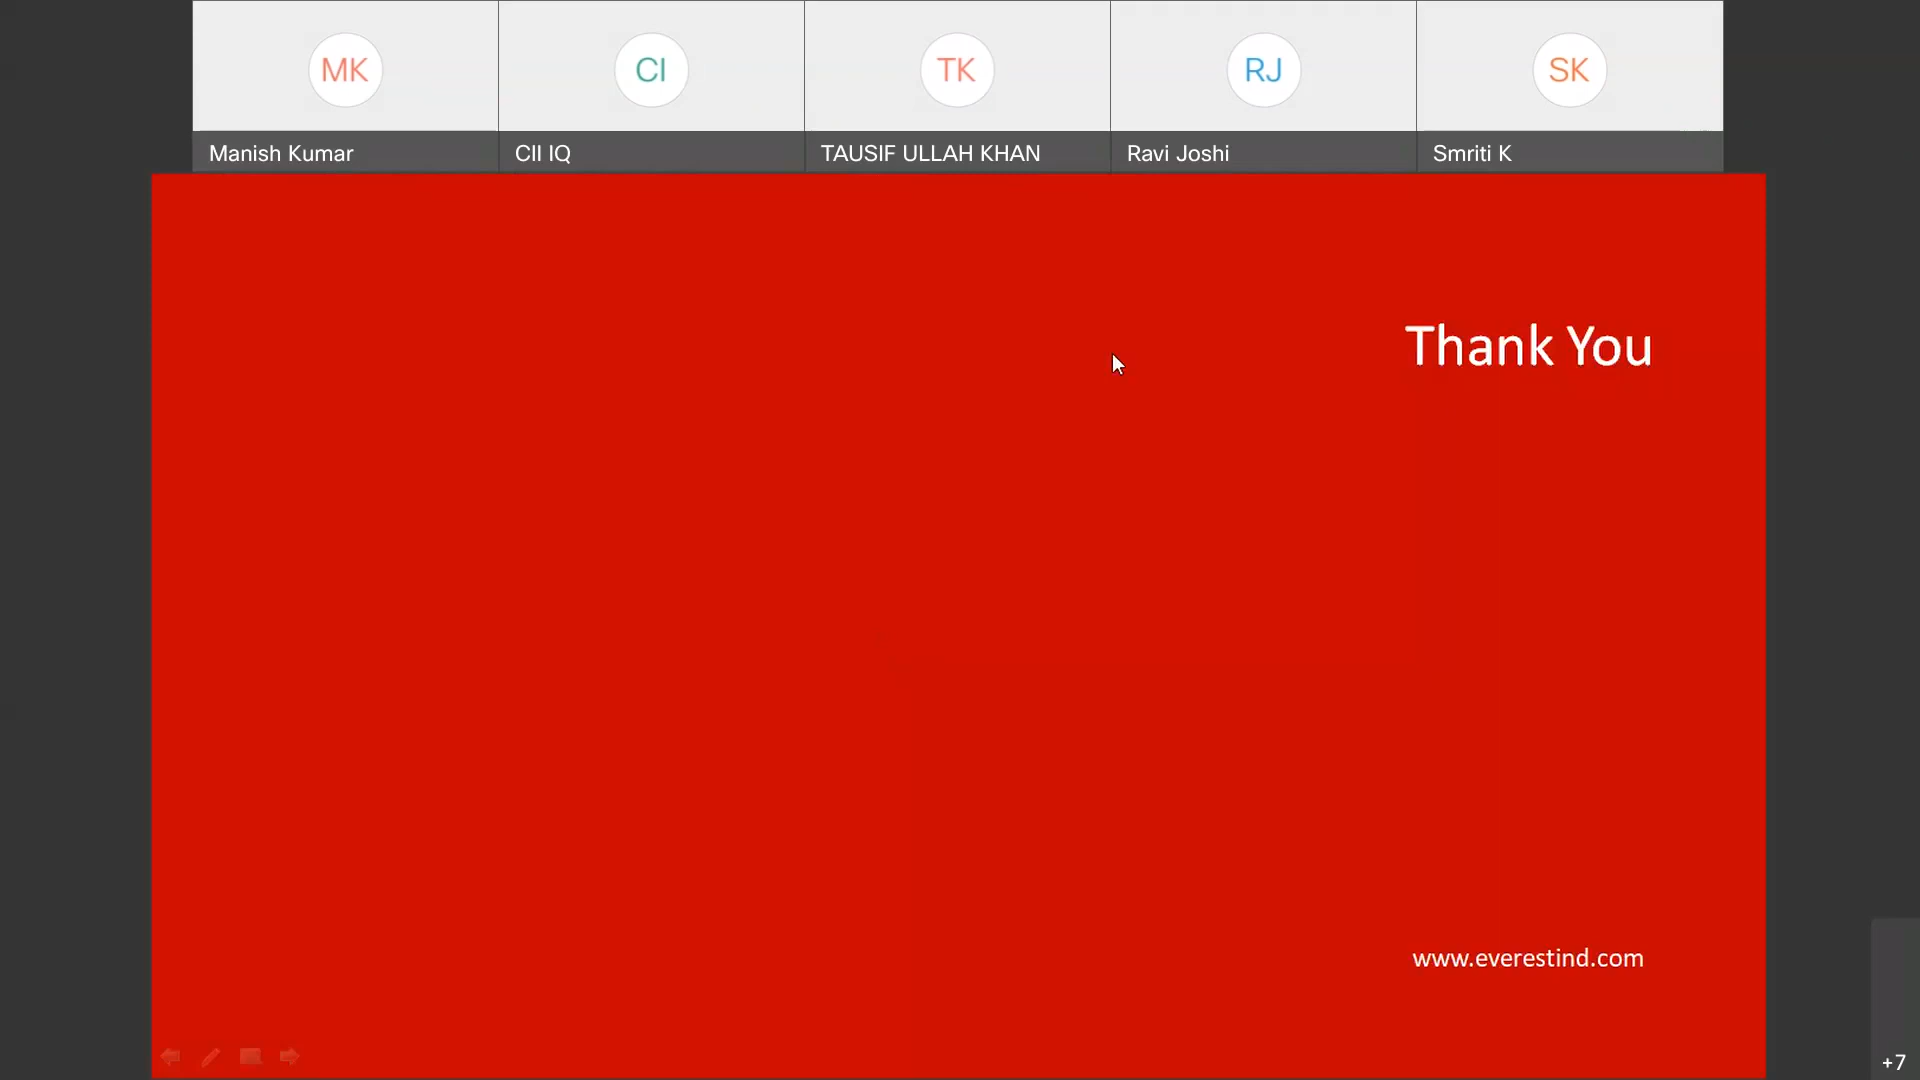 MK
CI
TK
RJ
SK
Manish Kumar
CII IQ
TAUSIF ULLAH KHAN
Ravi Joshi
Smriti K
Thank You
www.everestind.com
+7